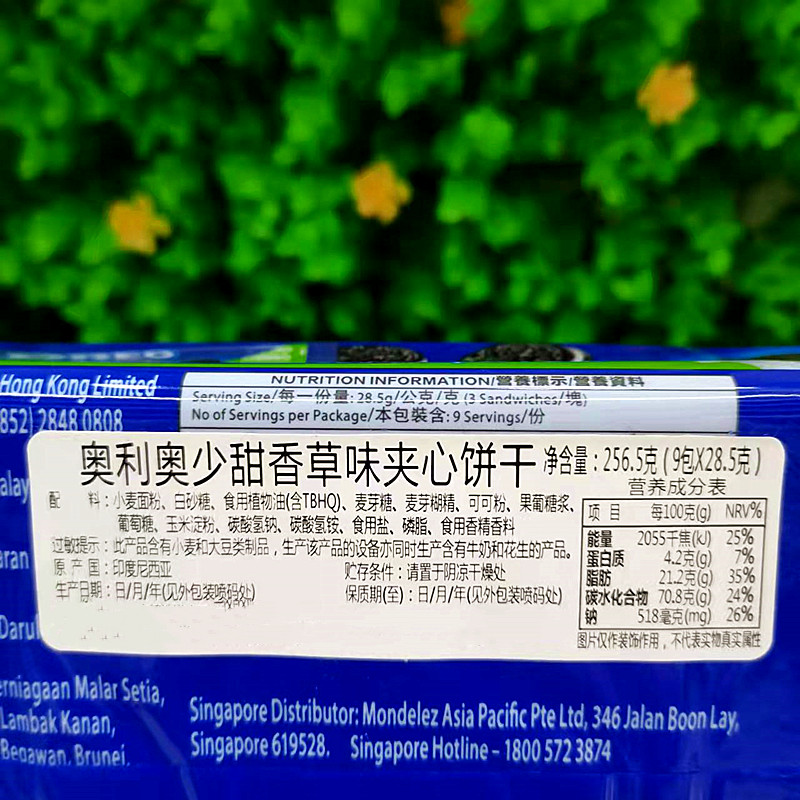 OREO
Hong Kong Limited
852) 2848 0808
NUTRITION INFORMATION/營養標示/營養資料
Serving Size/每一份量: 28.5g/公克/克 (3 Sandwiches/塊)
No of Servings per Package/本包裝含: 9 Servings/份
奥利奥少甜香草味夹心饼干 净含量：256.5克 ( 9包X28.5克 )
配 料：小麦面粉、白砂糖、食用植物油(含TBHQ)、麦芽糖、麦芽糊精、可可粉、果葡糖浆、
葡萄糖、玉米淀粉、碳酸氢钠、碳酸氢铵、食用盐、磷脂、食用香精香料
过敏提示：此产品含有小麦和大豆类制品，生产该产品的设备亦同时生产含有牛奶和花生的产品。
原 产 国：印度尼西亚 贮存条件：请置于阴凉干燥处
生产日期：日/月/年(见外包装喷码处) 保质期(至)：日/月/年(见外包装喷码处)
营养成分表
项 目 每100克(g) NRV%
能量 2055千焦(kJ) 25%
蛋白质 4.2克(g) 7%
脂肪 21.2克(g) 35%
碳水化合物 70.8克(g) 24%
钠 518毫克(mg) 26%
图片仅作装饰作用，不代表实物真实属性
alay
aran
Darul
erniagaan Malar Setia,
Lambak Kanan,
Begawan, Brunei.
Singapore Distributor: Mondelez Asia Pacific Pte Ltd, 346 Jalan Boon Lay,
Singapore 619528. Singapore Hotline – 1800 572 3874